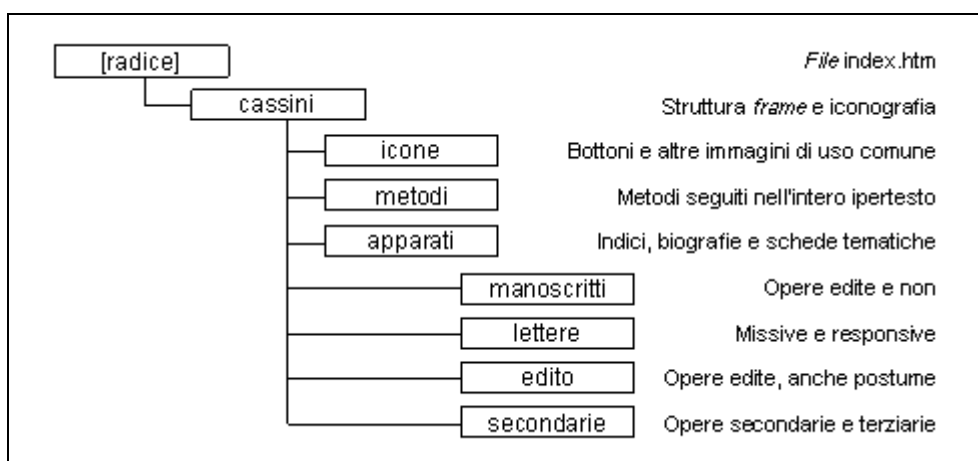 [radice] File index.htm
cassini Struttura frame e iconografia
icone Bottoni e altre immagini di uso comune
metodi Metodi seguiti nell'intero ipertesto
apparati Indici, biografie e schede tematiche
manoscritti Opere edite e non
lettere Missive e responsive
edito Opere edite, anche postume
secondarie Opere secondarie e terziarie